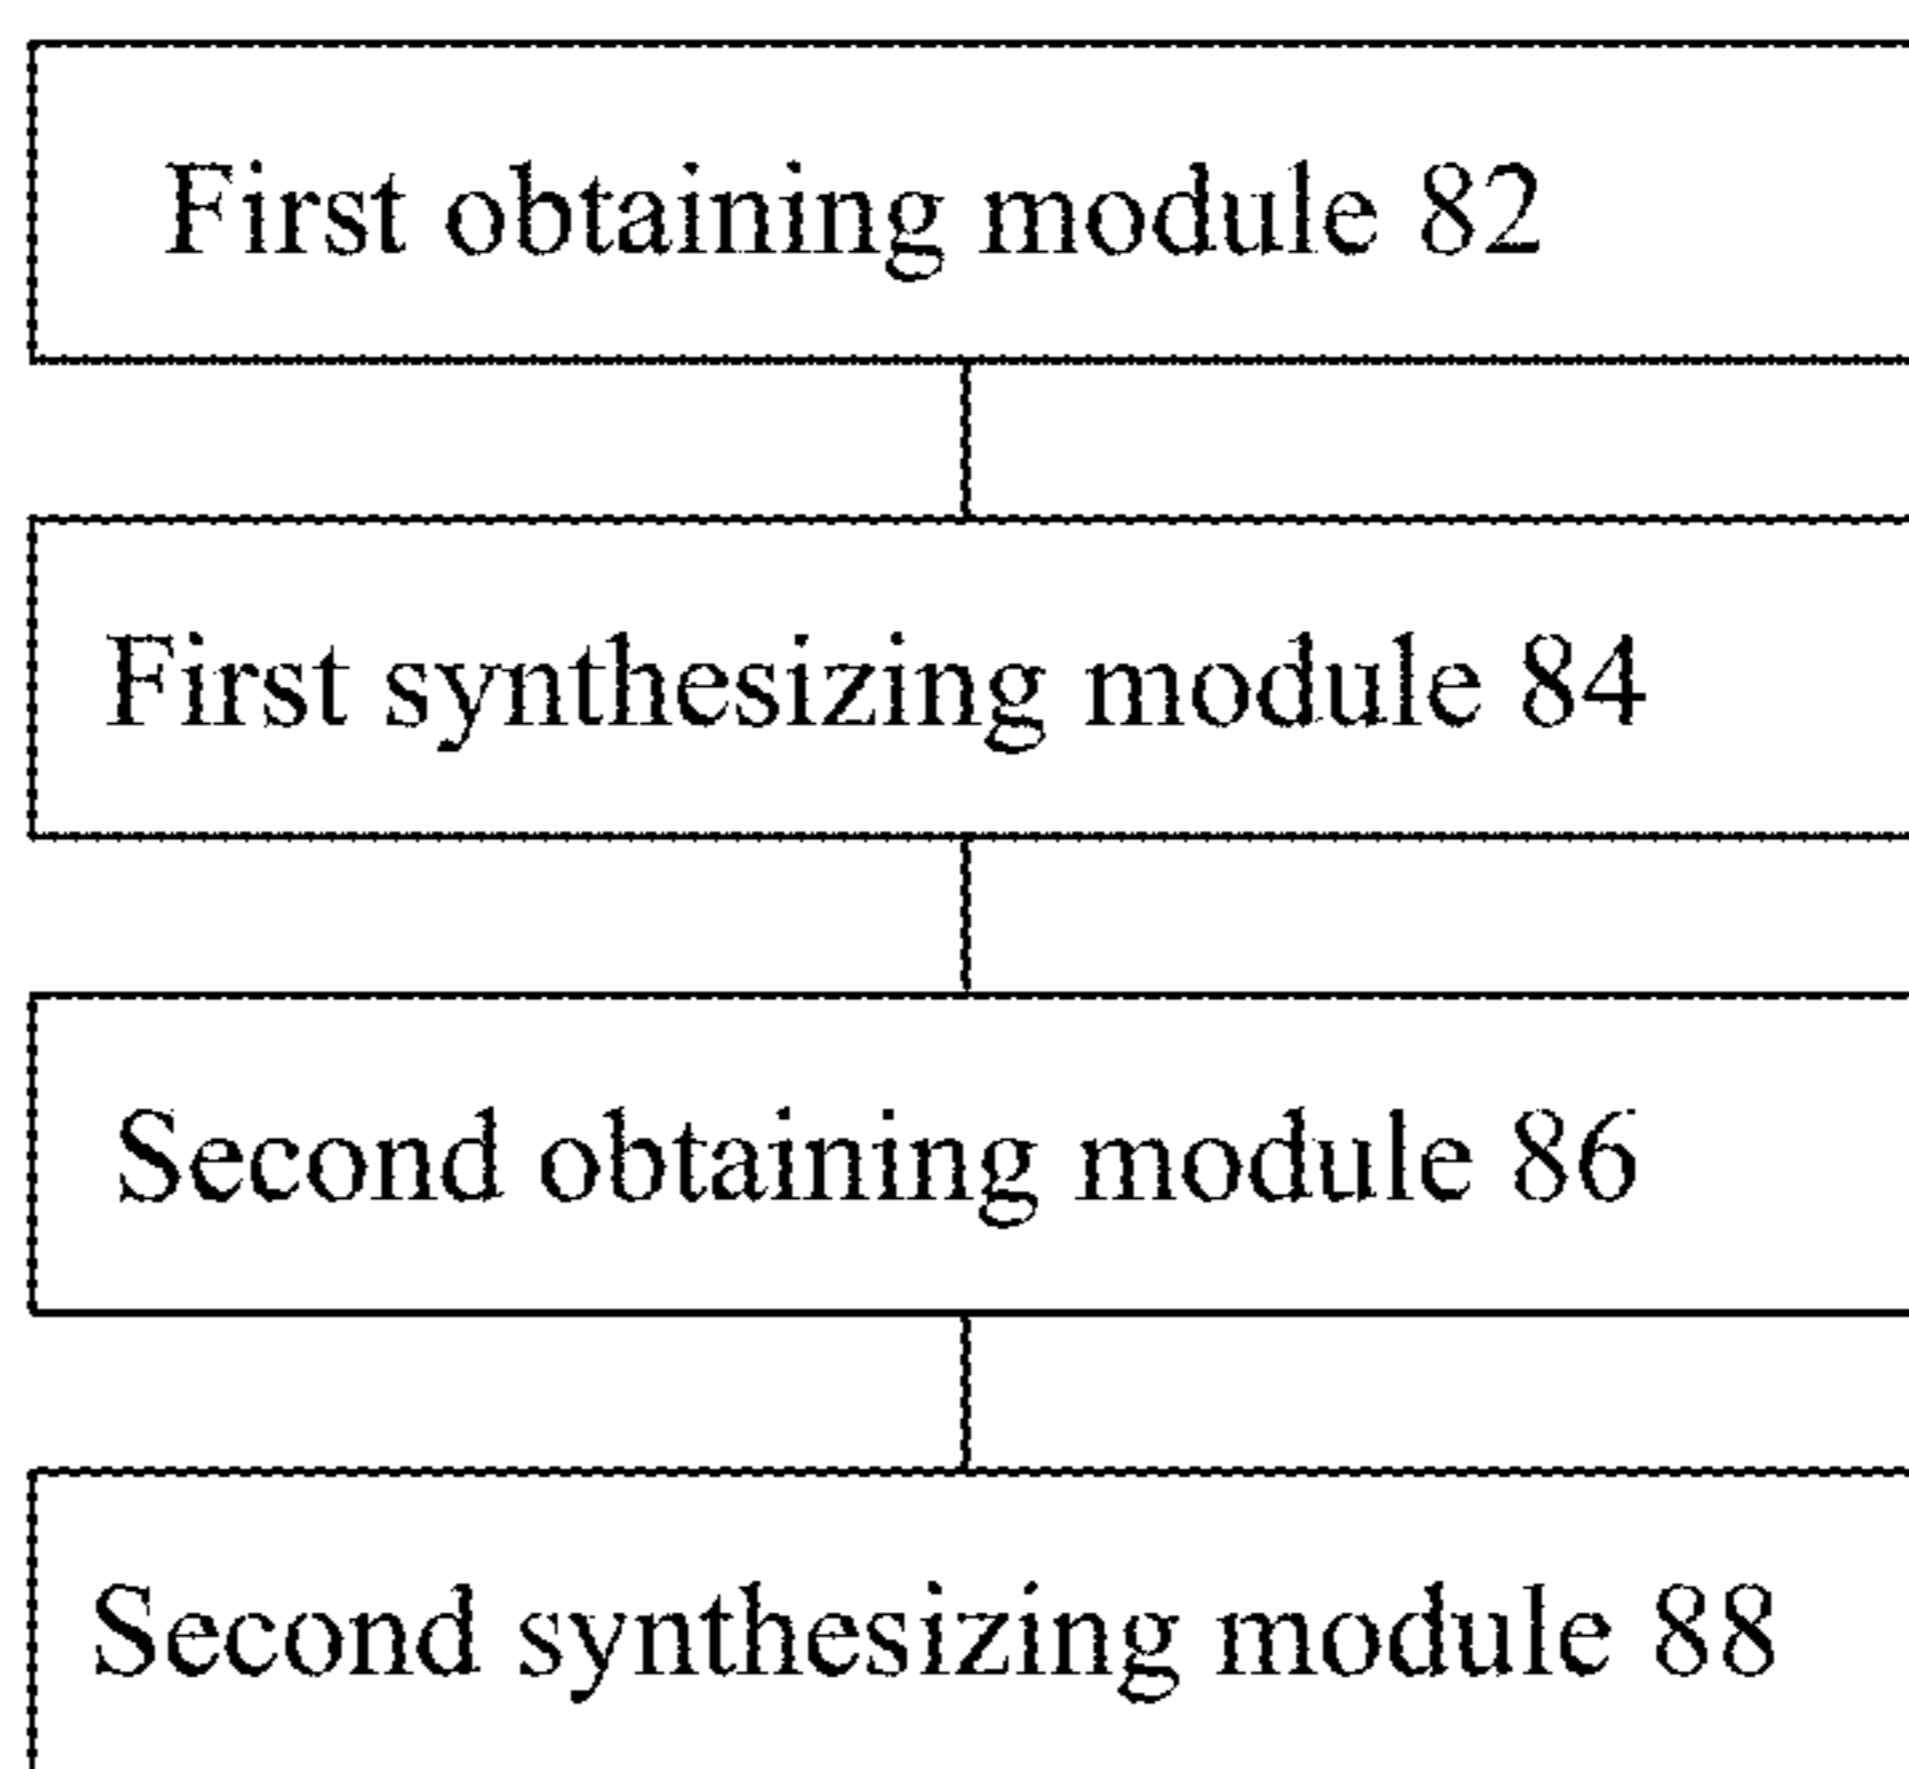 First obtaining module 82
First synthesizing module 84
Second obtaining module 86
Second synthesizing module 88